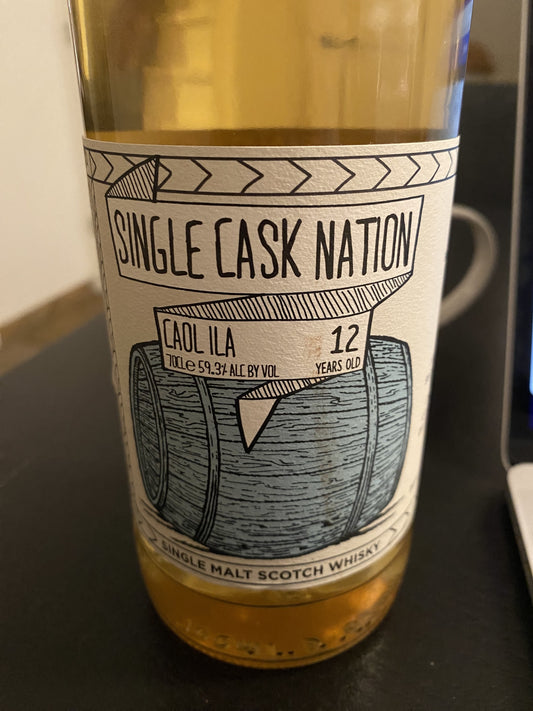 SINGLE CASK NATION
CAOL ILA 12
70CL e 59.3% ALC BY VOL YEARS OLD
SINGLE MALT SCOTCH WHISKY